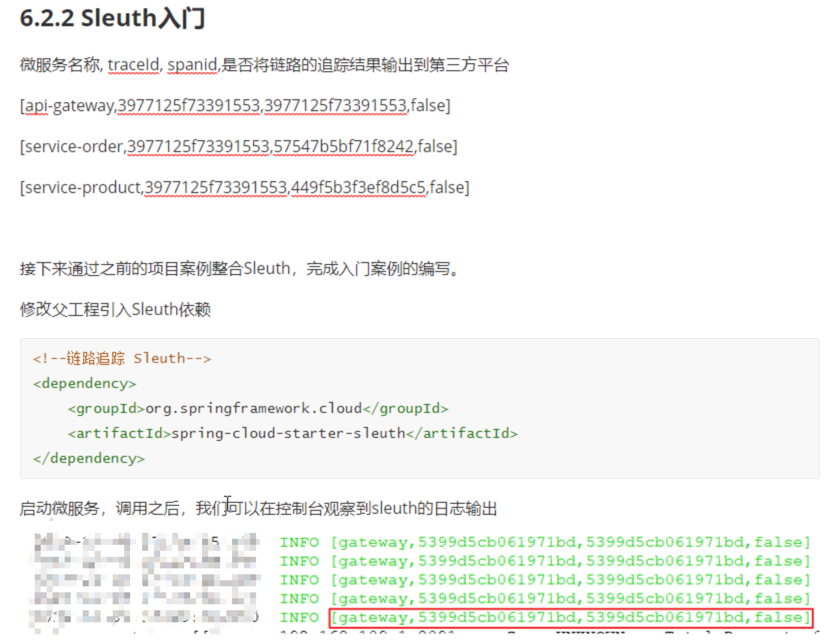 6.2.2 Sleuth入门
微服务名称, traceId, spanid,是否将链路的追踪结果输出到第三方平台
[api-gateway,3977125f73391553,3977125f73391553,false]
[service-order,3977125f73391553,57547b5bf71f8242,false]
[service-product,3977125f73391553,449f5b3f3ef8d5c5,false]
接下来通过之前的项目案例整合Sleuth，完成入门案例的编写。
修改父工程引入Sleuth依赖
<!--链路追踪 Sleuth-->
<dependency>
    <groupId>org.springframework.cloud</groupId>
    <artifactId>spring-cloud-starter-sleuth</artifactId>
</dependency>
启动微服务，调用之后，我们可以在控制台观察到sleuth的日志输出
INFO [gateway,5399d5cb061971bd,5399d5cb061971bd,false]
INFO [gateway,5399d5cb061971bd,5399d5cb061971bd,false]
INFO [gateway,5399d5cb061971bd,5399d5cb061971bd,false]
INFO [gateway,5399d5cb061971bd,5399d5cb061971bd,false]
INFO [gateway,5399d5cb061971bd,5399d5cb061971bd,false]